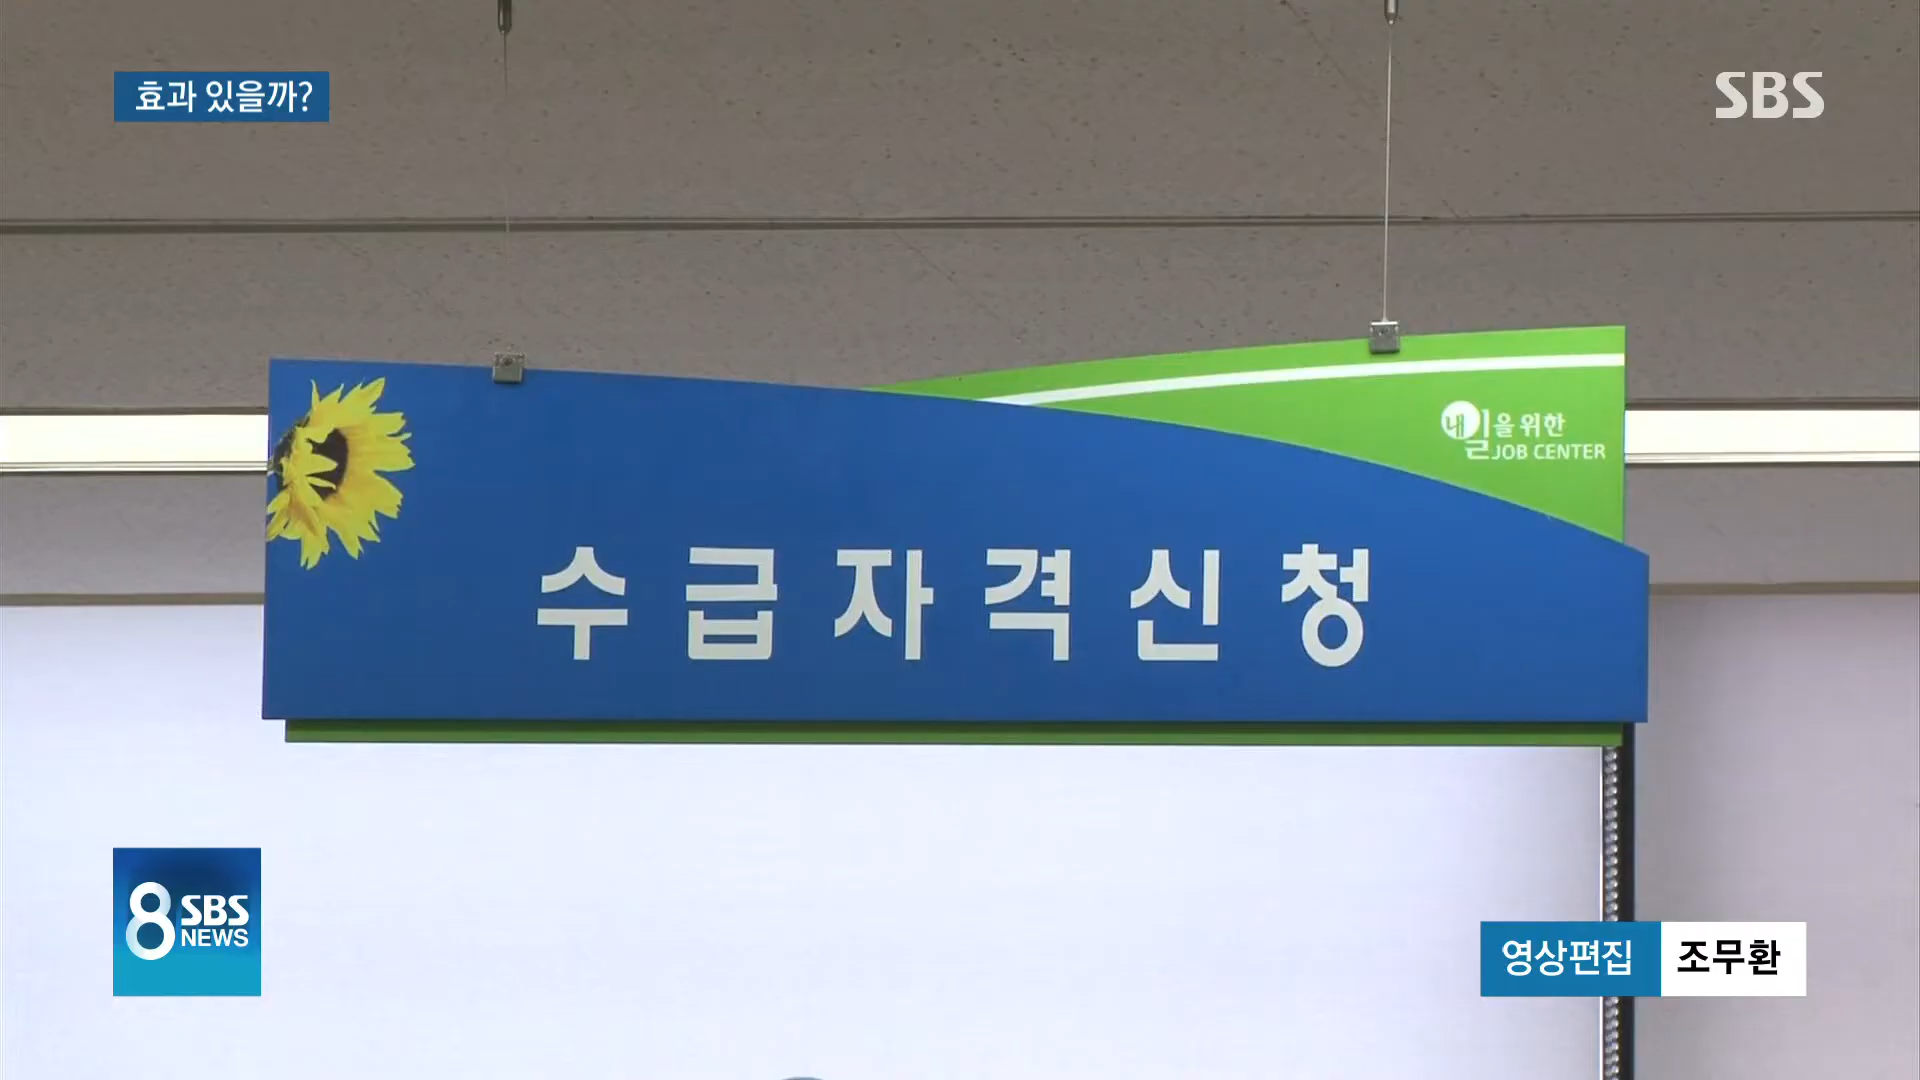 효과 있을까?
SBS
내일을 위한
JOB CENTER
수급자격신청
8 SBS
NEWS
영상편집 조무환